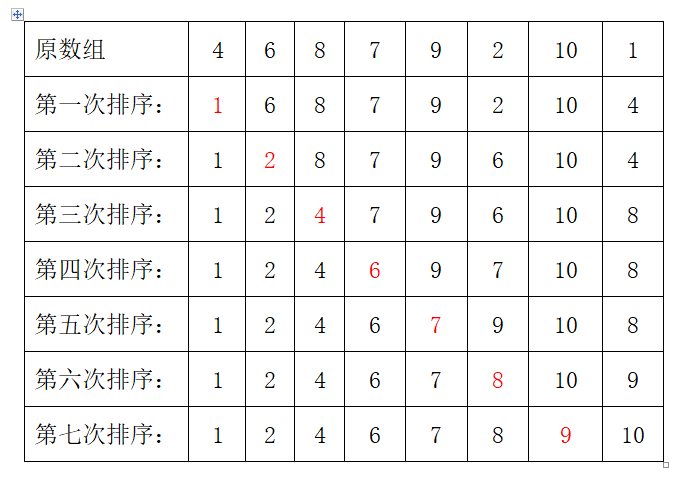 原数组 4 6 8 7 9 2 10 1
第一次排序： 1 6 8 7 9 2 10 4
第二次排序： 1 2 8 7 9 6 10 4
第三次排序： 1 2 4 7 9 6 10 8
第四次排序： 1 2 4 6 9 7 10 8
第五次排序： 1 2 4 6 7 9 10 8
第六次排序： 1 2 4 6 7 8 10 9
第七次排序： 1 2 4 6 7 8 9 10